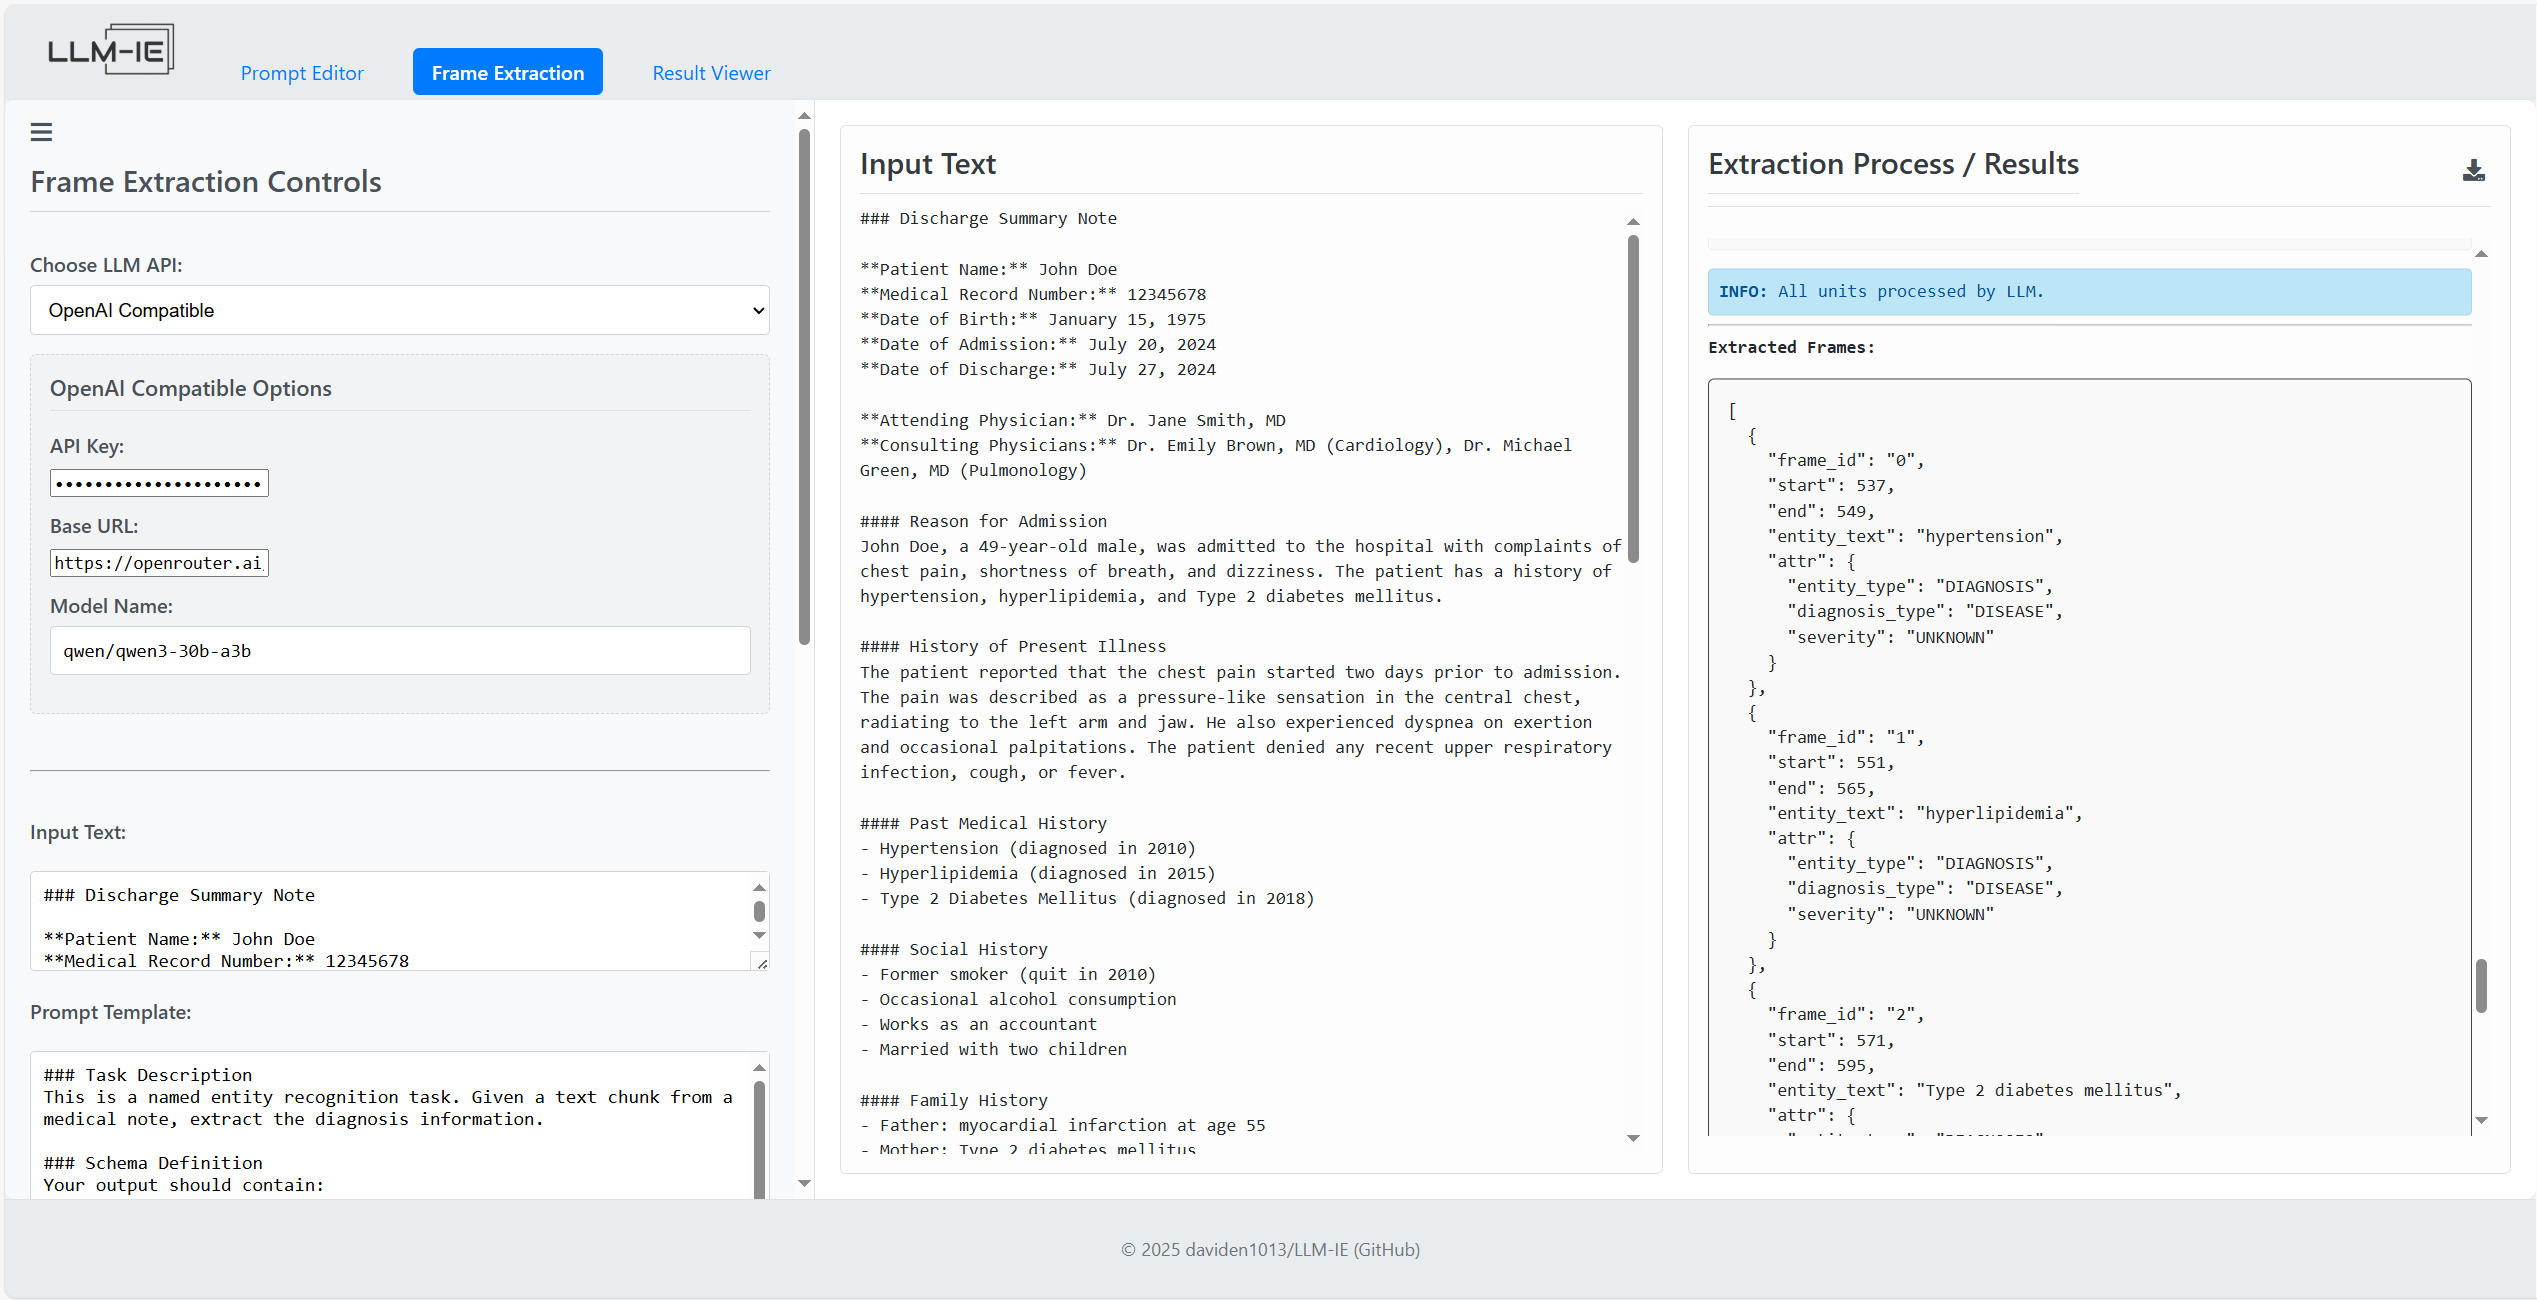 LLM-IE
Prompt Editor
Frame Extraction
Result Viewer
Frame Extraction Controls
Choose LLM API:
OpenAI Compatible
OpenAI Compatible Options
API Key:
•••••••••••••••••••••
Base URL:
https://openrouter.ai
Model Name:
qwen/qwen3-30b-a3b
Input Text:
### Discharge Summary Note
**Patient Name:** John Doe
**Medical Record Number:** 12345678
Prompt Template:
### Task Description
This is a named entity recognition task. Given a text chunk from a
medical note, extract the diagnosis information.
### Schema Definition
Your output should contain:
Input Text
### Discharge Summary Note
**Patient Name:** John Doe
**Medical Record Number:** 12345678
**Date of Birth:** January 15, 1975
**Date of Admission:** July 20, 2024
**Date of Discharge:** July 27, 2024
**Attending Physician:** Dr. Jane Smith, MD
**Consulting Physicians:** Dr. Emily Brown, MD (Cardiology), Dr. Michael
Green, MD (Pulmonology)
#### Reason for Admission
John Doe, a 49-year-old male, was admitted to the hospital with complaints of
chest pain, shortness of breath, and dizziness. The patient has a history of
hypertension, hyperlipidemia, and Type 2 diabetes mellitus.
#### History of Present Illness
The patient reported that the chest pain started two days prior to admission.
The pain was described as a pressure-like sensation in the central chest,
radiating to the left arm and jaw. He also experienced dyspnea on exertion
and occasional palpitations. The patient denied any recent upper respiratory
infection, cough, or fever.
#### Past Medical History
- Hypertension (diagnosed in 2010)
- Hyperlipidemia (diagnosed in 2015)
- Type 2 Diabetes Mellitus (diagnosed in 2018)
#### Social History
- Former smoker (quit in 2010)
- Occasional alcohol consumption
- Works as an accountant
- Married with two children
#### Family History
- Father: myocardial infarction at age 55
- Mother: Type 2 diabetes mellitus
Extraction Process / Results
INFO: All units processed by LLM.
Extracted Frames:
[
{
"frame_id": "0",
"start": 537,
"end": 549,
"entity_text": "hypertension",
"attr": {
"entity_type": "DIAGNOSIS",
"diagnosis_type": "DISEASE",
"severity": "UNKNOWN"
}
},
{
"frame_id": "1",
"start": 551,
"end": 565,
"entity_text": "hyperlipidemia",
"attr": {
"entity_type": "DIAGNOSIS",
"diagnosis_type": "DISEASE",
"severity": "UNKNOWN"
}
},
{
"frame_id": "2",
"start": 571,
"end": 595,
"entity_text": "Type 2 diabetes mellitus",
"attr": {
© 2025 daviden1013/LLM-IE (GitHub)